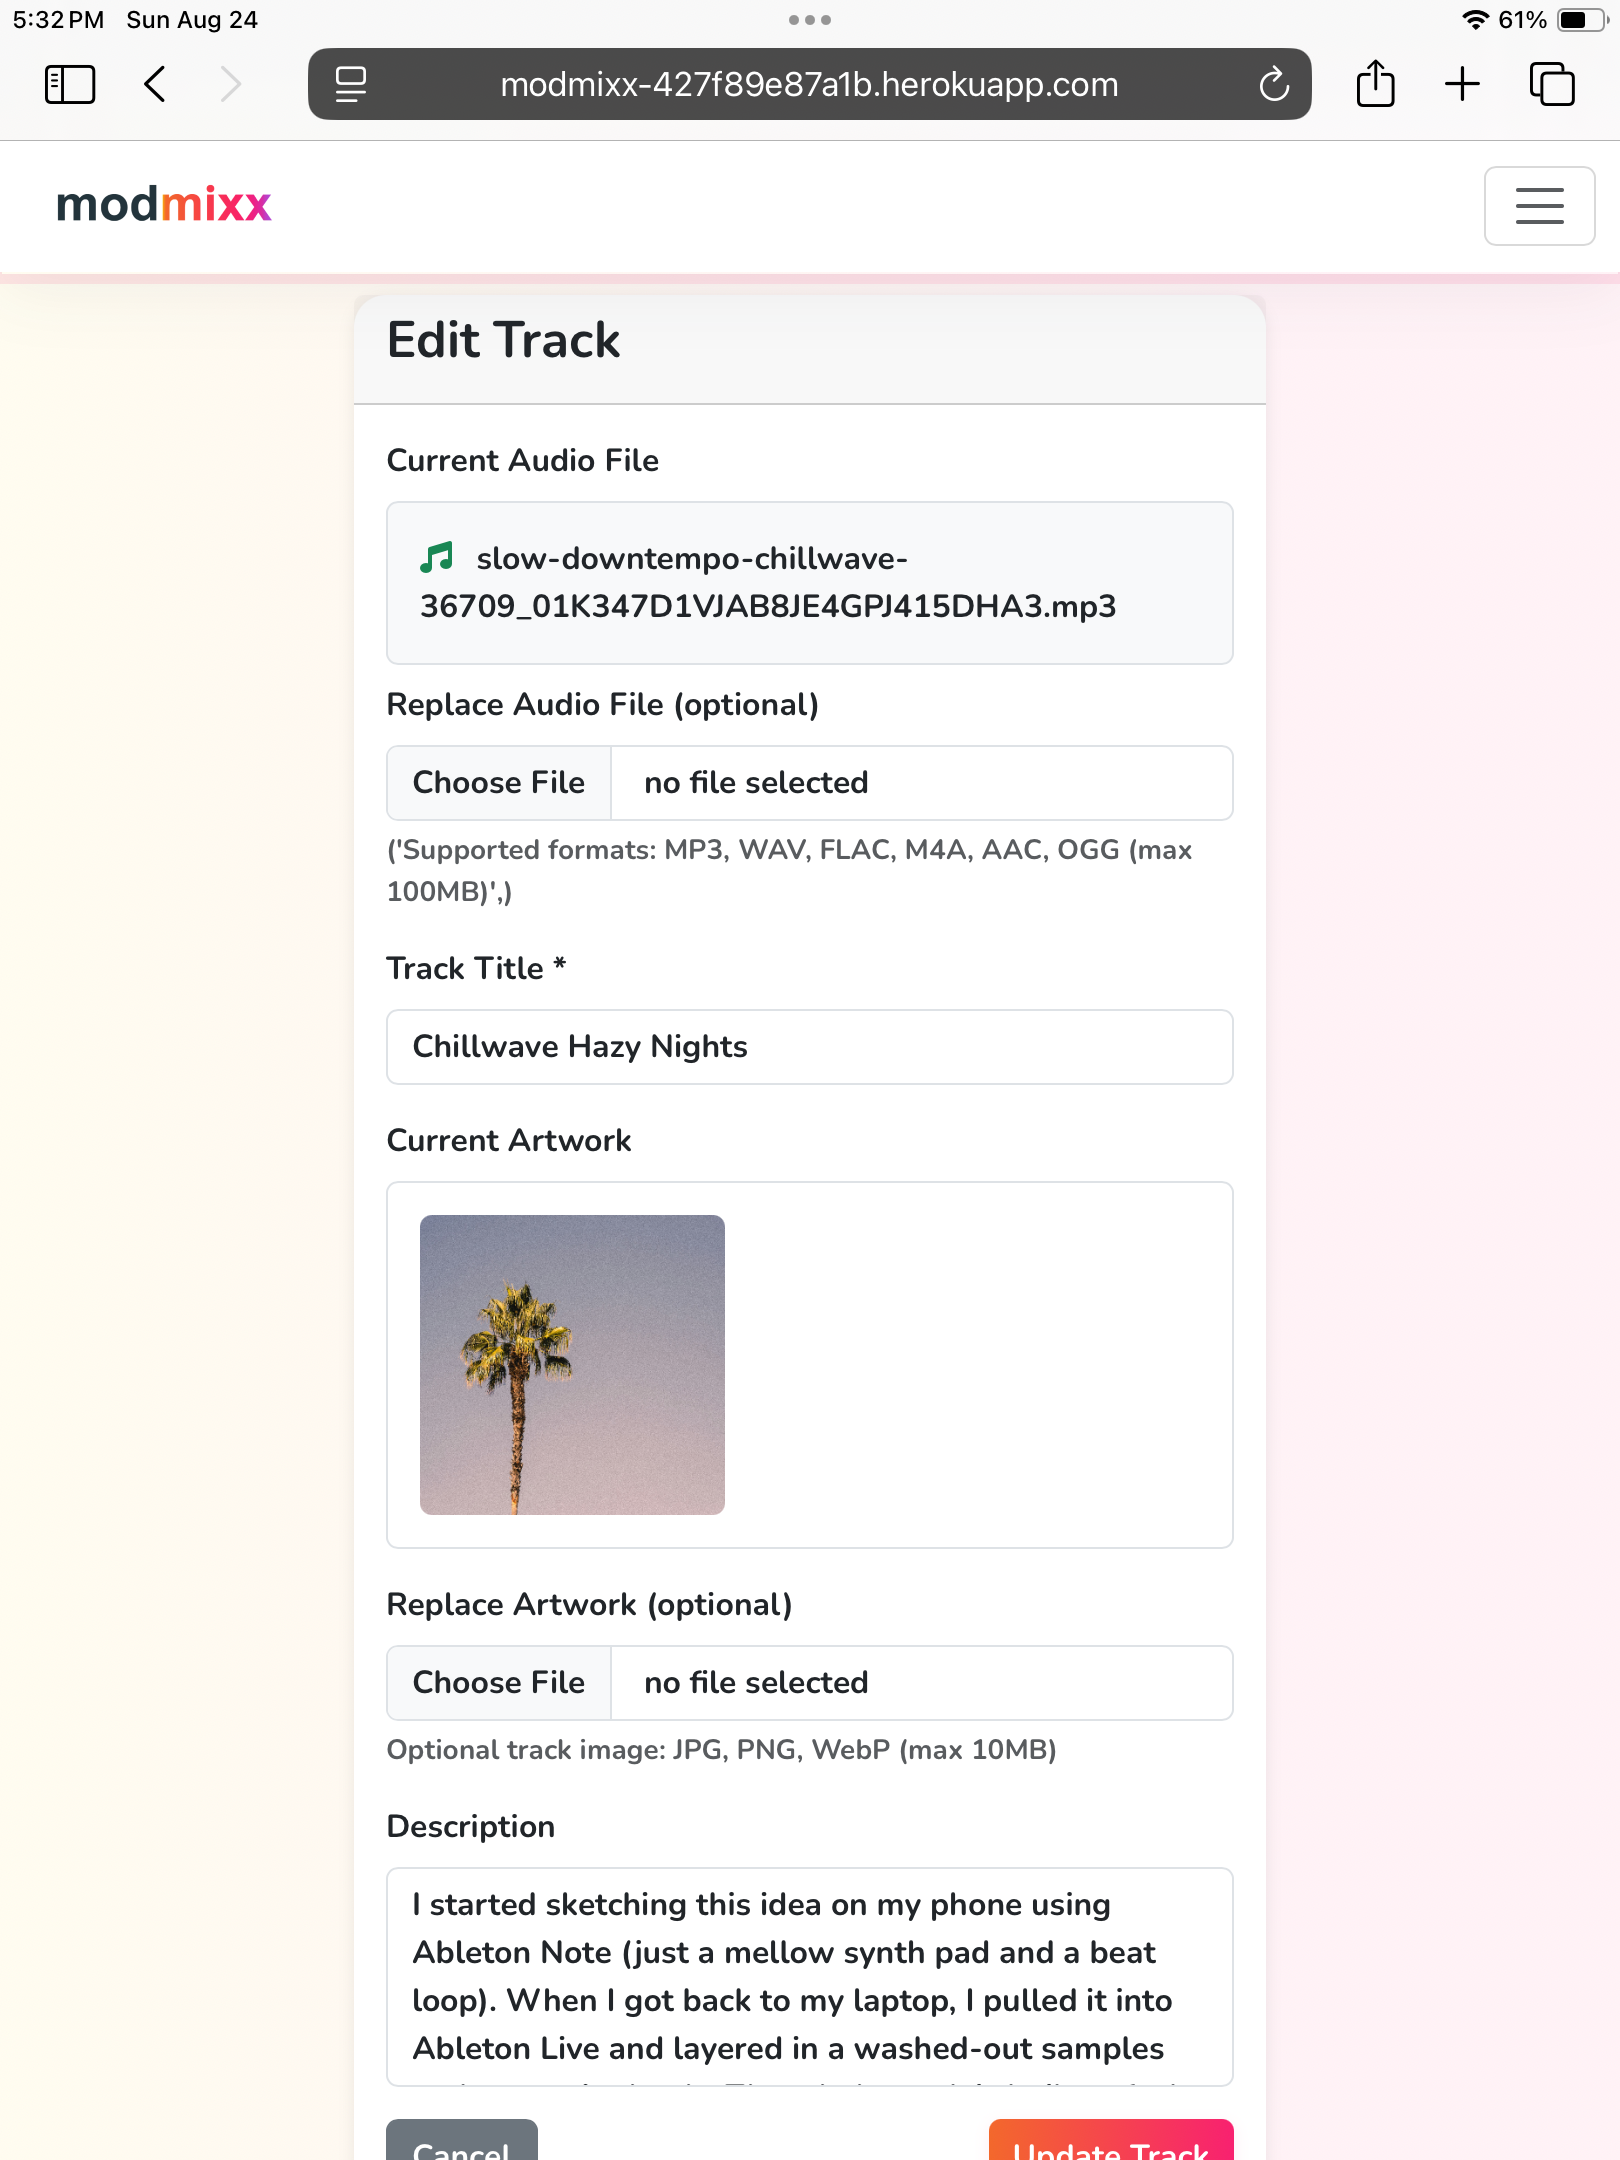 5:32 PM Sun Aug 24
61%
modmixx-427f89e87a1b.herokuapp.com
modmixx
Edit Track
Current Audio File
slow-downtempo-chillwave-
36709_01K347D1VJAB8JE4GPJ415DHA3.mp3
Replace Audio File (optional)
Choose File no file selected
('Supported formats: MP3, WAV, FLAC, M4A, AAC, OGG (max
100MB)',)
Track Title *
Chillwave Hazy Nights
Current Artwork
Replace Artwork (optional)
Choose File no file selected
Optional track image: JPG, PNG, WebP (max 10MB)
Description
I started sketching this idea on my phone using
Ableton Note (just a mellow synth pad and a beat
loop). When I got back to my laptop, I pulled it into
Ableton Live and layered in a washed-out samples
Cancel Update Track